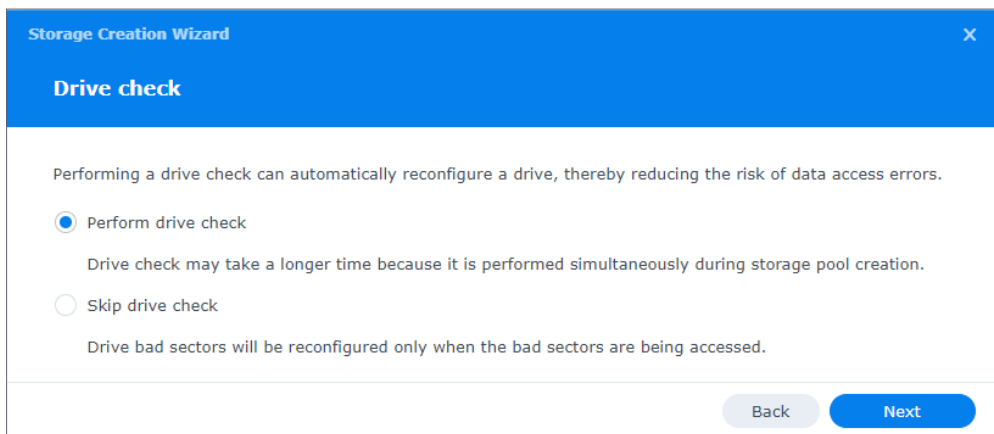 Storage Creation Wizard
Drive check
Performing a drive check can automatically reconfigure a drive, thereby reducing the risk of data access errors.
Perform drive check
Drive check may take a longer time because it is performed simultaneously during storage pool creation.
Skip drive check
Drive bad sectors will be reconfigured only when the bad sectors are being accessed.
Back Next